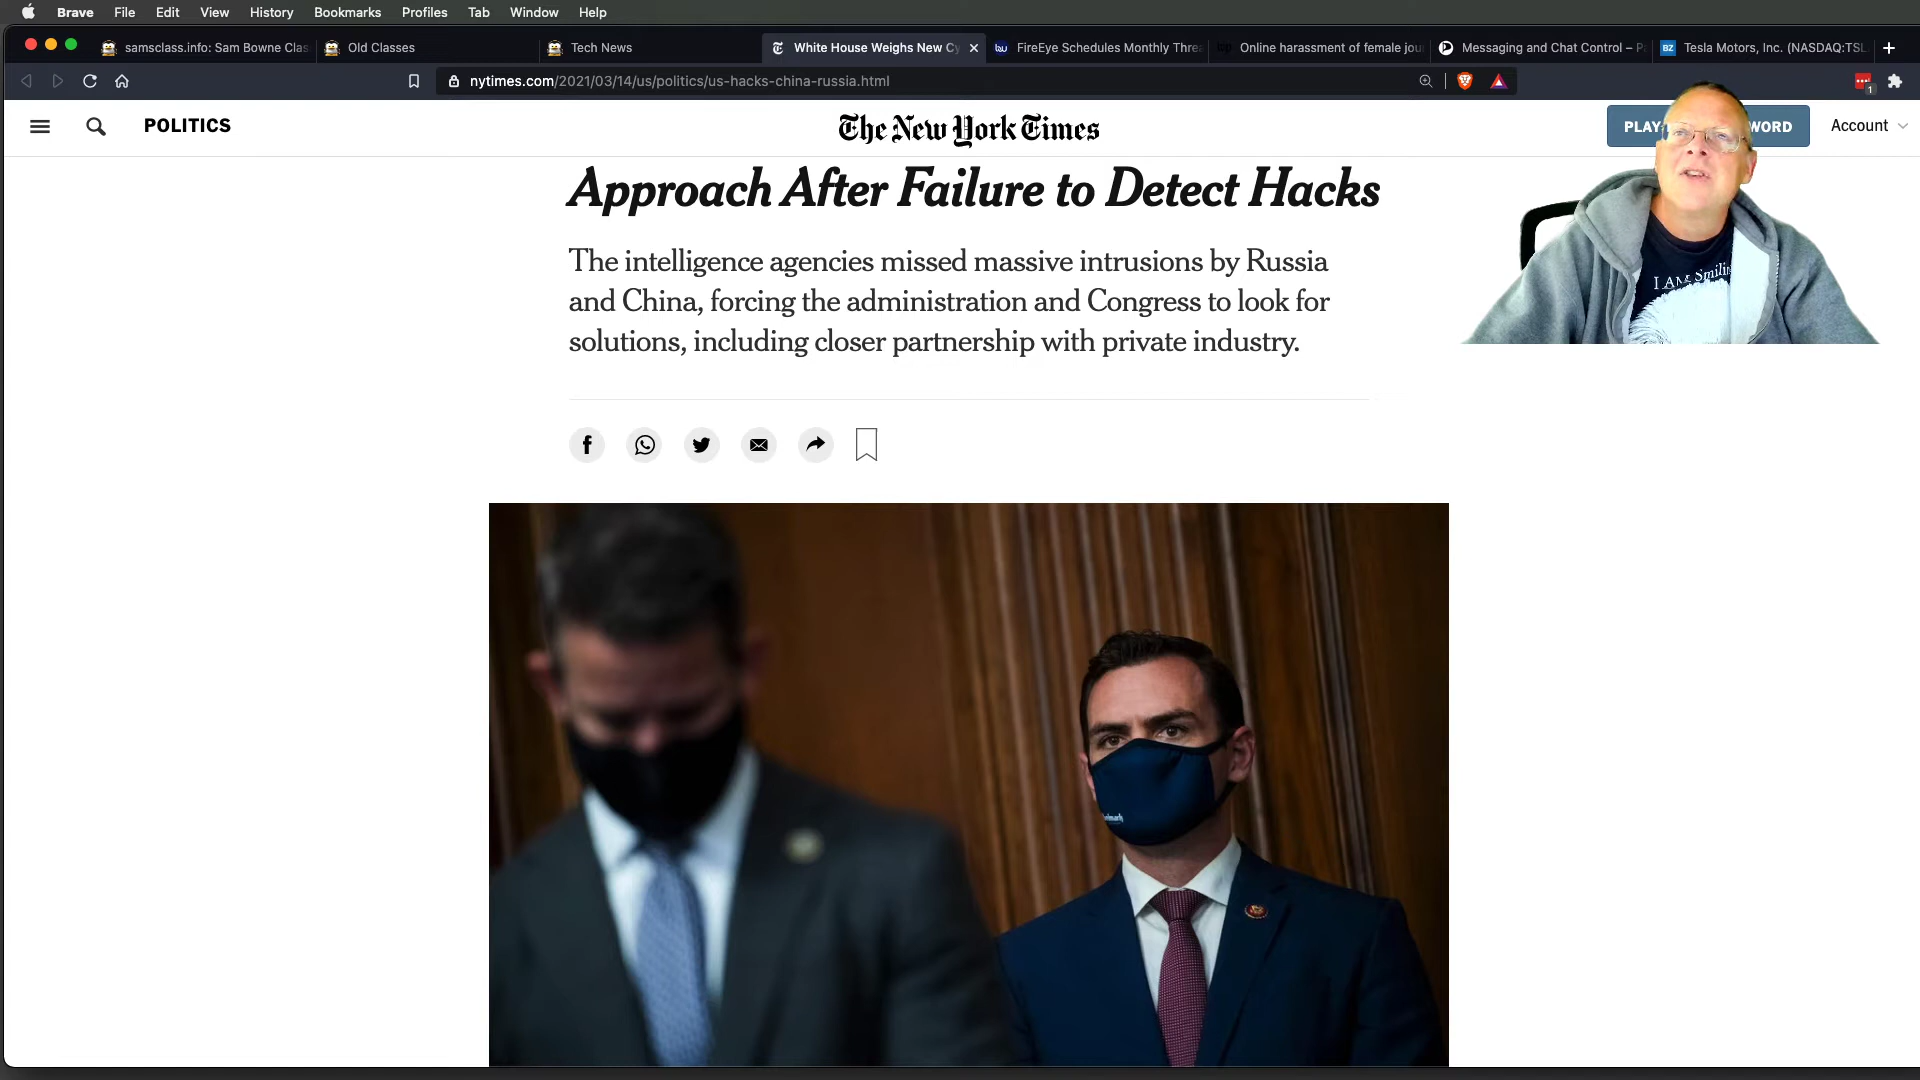 Brave File Edit View History Bookmarks Profiles Tab Window Help
samsclass.info: Sam Bowne Clas Old Classes Tech News White House Weighs New Cy FireEye Schedules Monthly Threa Online harassment of female jou Messaging and Chat Control – P Tesla Motors, Inc. (NASDAQ:TSL
nytimes.com/2021/03/14/us/politics/us-hacks-china-russia.html
1
POLITICS
The New York Times
PLAY WORD
Account
Approach After Failure to Detect Hacks
The intelligence agencies missed massive intrusions by Russia
and China, forcing the administration and Congress to look for
solutions, including closer partnership with private industry.
I AM Smilin